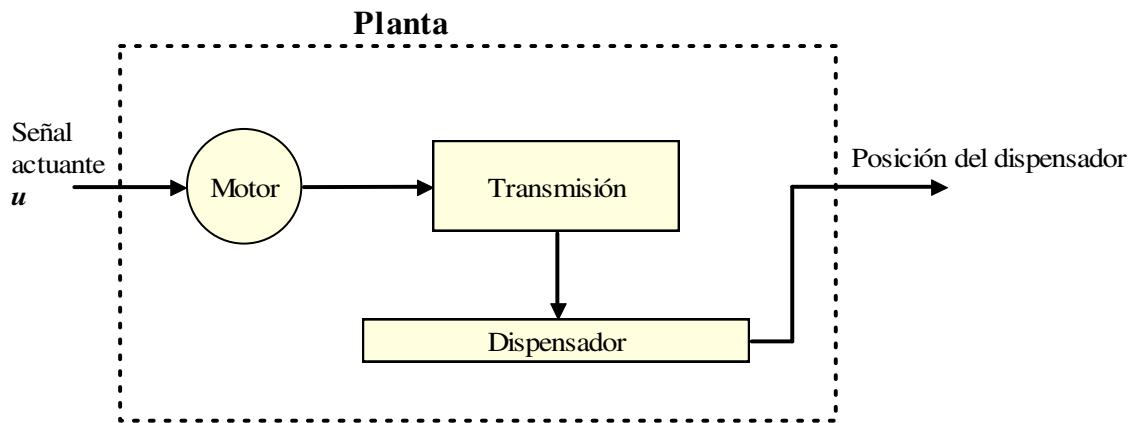 Planta
Señal
actuante
u
Motor
Transmisión
Posición del dispensador
Dispensador